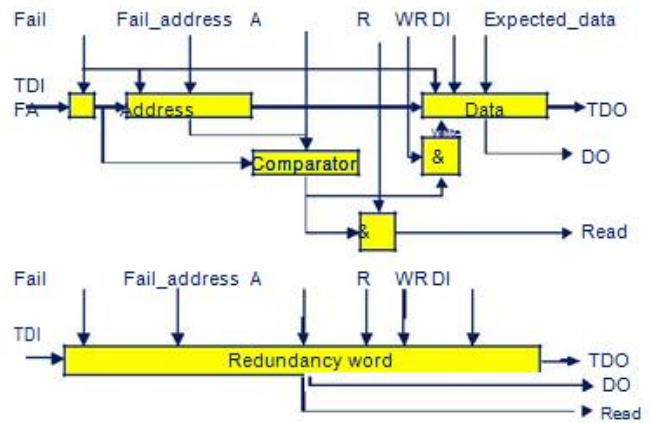 Fail Fail_address A R WR DI Expected_data
TDI
FA Address Data TDO
Write
& DO
Comparator
& Read
Fail Fail_address A R WR DI
TDI
Redundancy word TDO
DO
Read